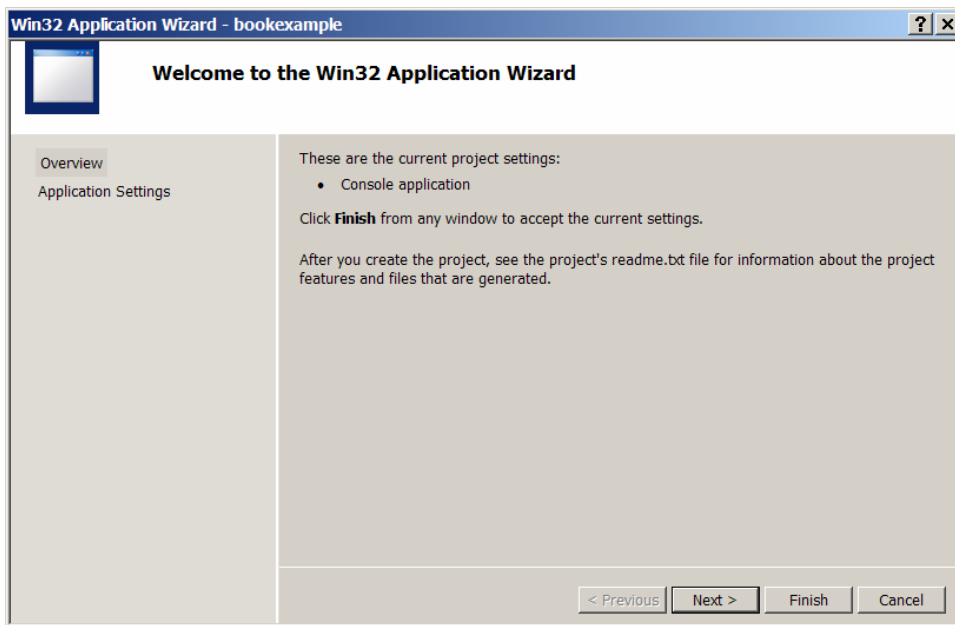 Win32 Application Wizard - bookexample
Welcome to the Win32 Application Wizard
Overview
Application Settings
These are the current project settings:
• Console application
Click Finish from any window to accept the current settings.
After you create the project, see the project's readme.txt file for information about the project
features and files that are generated.
< Previous
Next >
Finish
Cancel